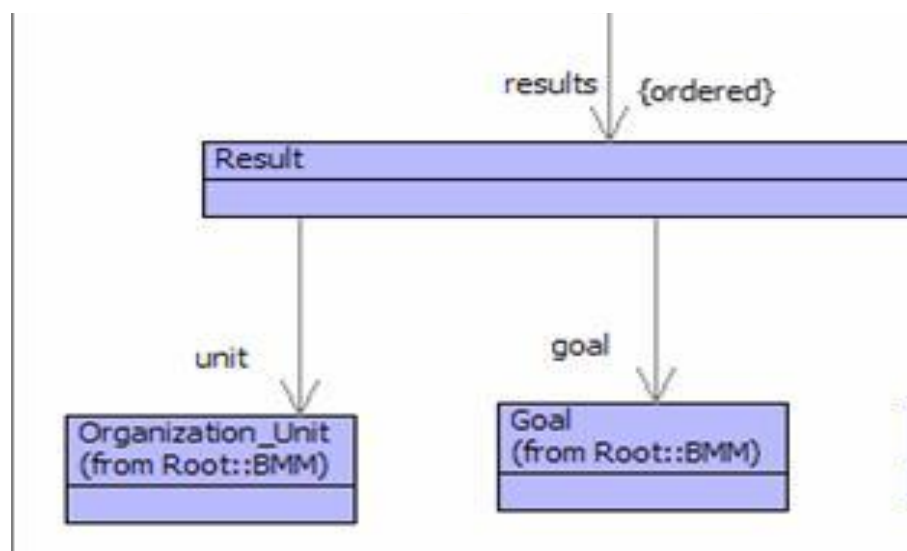 results {ordered}
Result
unit
goal
Organization_Unit
(from Root::BMM)
Goal
(from Root::BMM)